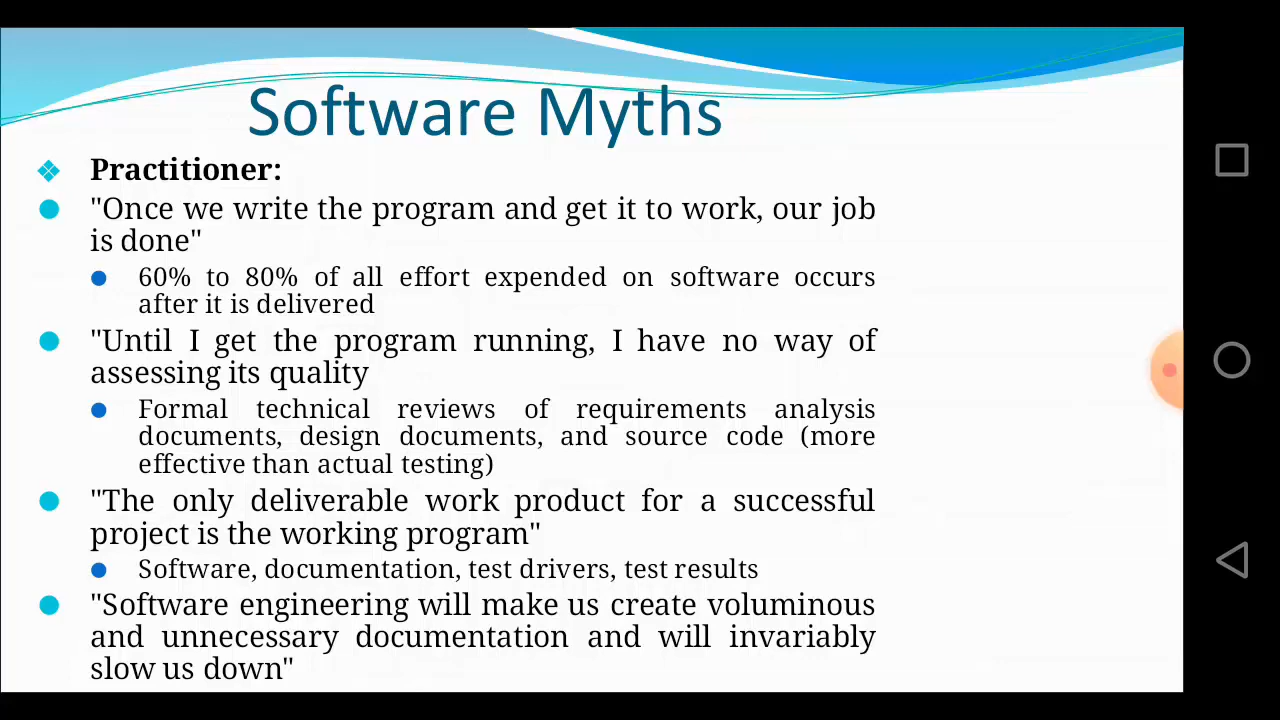 Software Myths
Practitioner:
"Once we write the program and get it to work, our job
is done"
60% to 80% of all effort expended on software occurs
after it is delivered
"Until I get the program running, I have no way of
assessing its quality
Formal technical reviews of requirements analysis
documents, design documents, and source code (more
effective than actual testing)
"The only deliverable work product for a successful
project is the working program"
Software, documentation, test drivers, test results
"Software engineering will make us create voluminous
and unnecessary documentation and will invariably
slow us down"